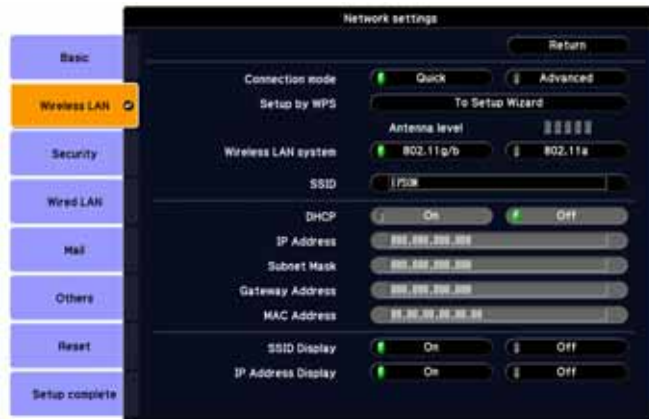 Network settings
Return
Basic
Connection mode Quick Advanced
Wireless LAN
Setup by WPS To Setup Wizard
Antenna level
Security
Wireless LAN system 802.11g/b 802.11a
SSID
Wired LAN
DHCP On Off
Mail
IP Address
Subnet Mask
Others
Gateway Address
MAC Address
Reset
SSID Display On Off
IP Address Display On Off
Setup complete